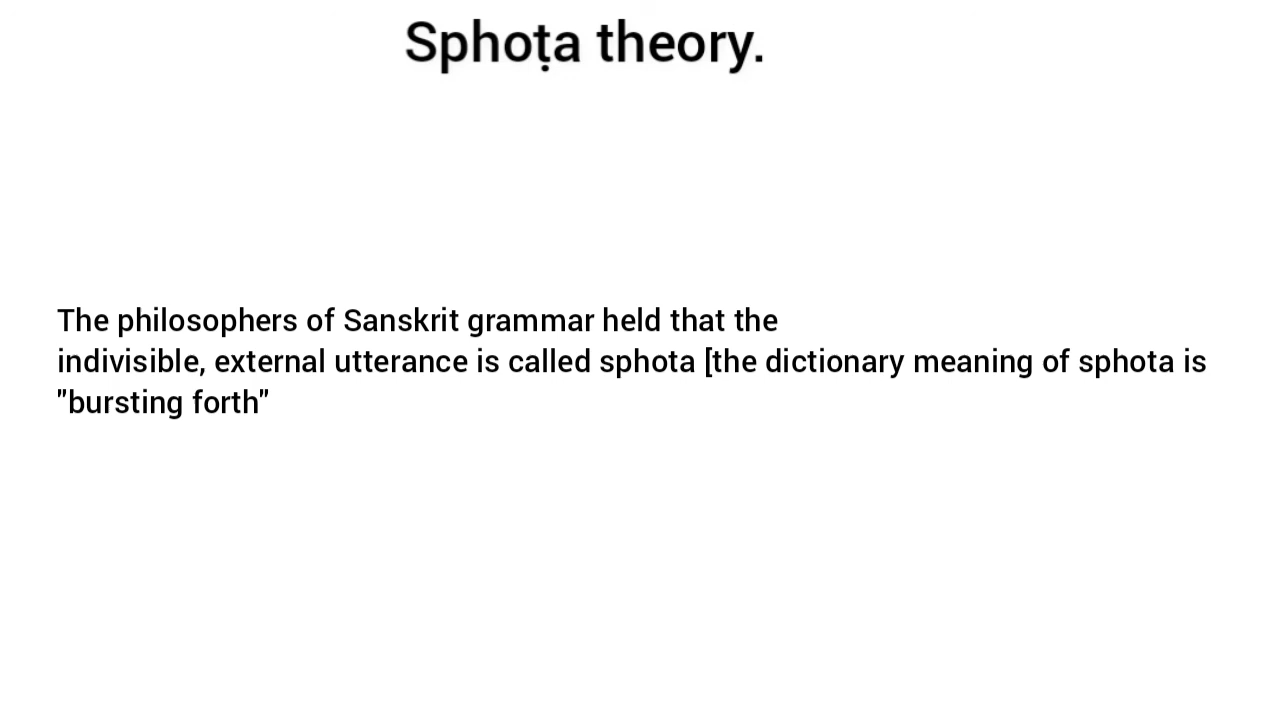 Sphoṭa theory.
The philosophers of Sanskrit grammar held that the
indivisible, external utterance is called sphota [the dictionary meaning of sphota is
"bursting forth"